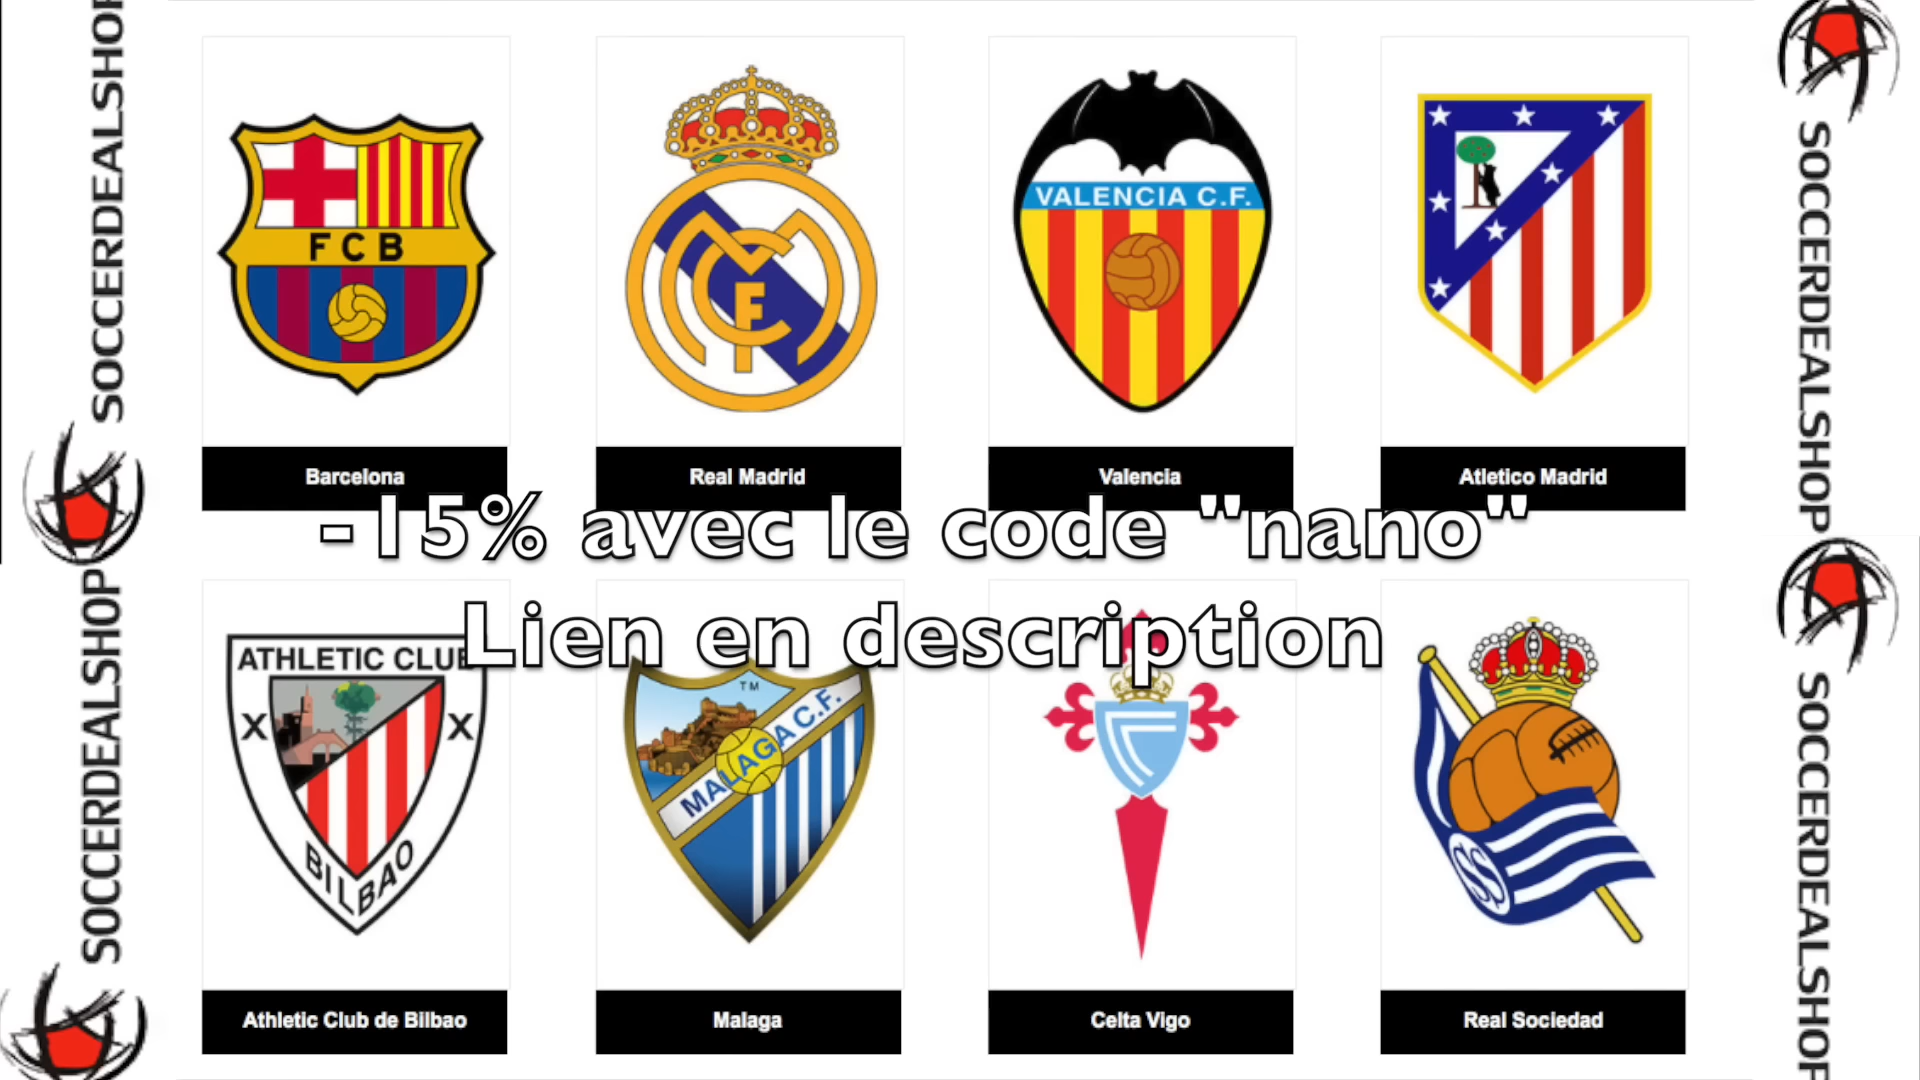 SOCCERDEALSHOP
SOCCERDEALSHOP
FCB
VALENCIA C.F.
Barcelona
Real Madrid
Valencia
Atletico Madrid
-15% avec le code "nano"
Lien en description
ATHLETIC CLUB
BILBAO
TM
MALAGA C.F.
Athletic Club de Bilbao
Malaga
Celta Vigo
Real Sociedad
SOCCERDEALSHOP
SOCCERDEALSHOP